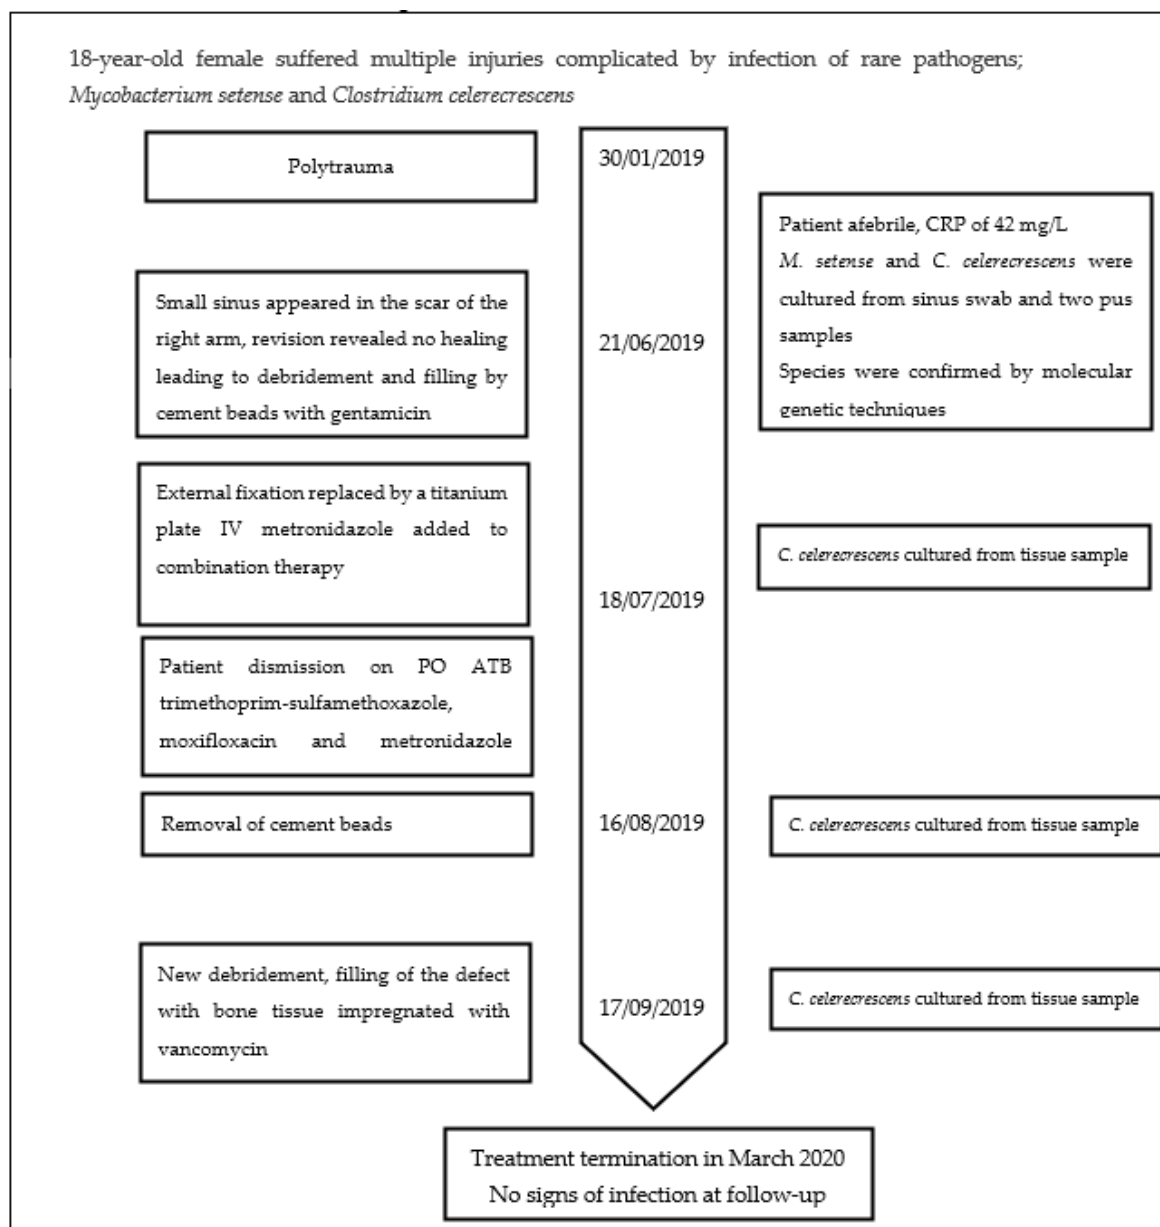 18-year-old female suffered multiple injuries complicated by infection of rare pathogens;
Mycobacterium setense and Clostridium celerecrescens
Polytrauma
30/01/2019
Patient afebrile, CRP of 42 mg/L
M. setense and C. celerecrescens were
cultured from sinus swab and two pus
samples
Species were confirmed by molecular
genetic techniques
Small sinus appeared in the scar of the
right arm, revision revealed no healing
leading to debridement and filling by
cement beads with gentamicin
21/06/2019
External fixation replaced by a titanium
plate IV metronidazole added to
combination therapy
C. celerecrescens cultured from tissue sample
18/07/2019
Patient dismission on PO ATB
trimethoprim-sulfamethoxazole,
moxifloxacin and metronidazole
Removal of cement beads
16/08/2019
C. celerecrescens cultured from tissue sample
New debridement, filling of the defect
with bone tissue impregnated with
vancomycin
17/09/2019
C. celerecrescens cultured from tissue sample
Treatment termination in March 2020
No signs of infection at follow-up